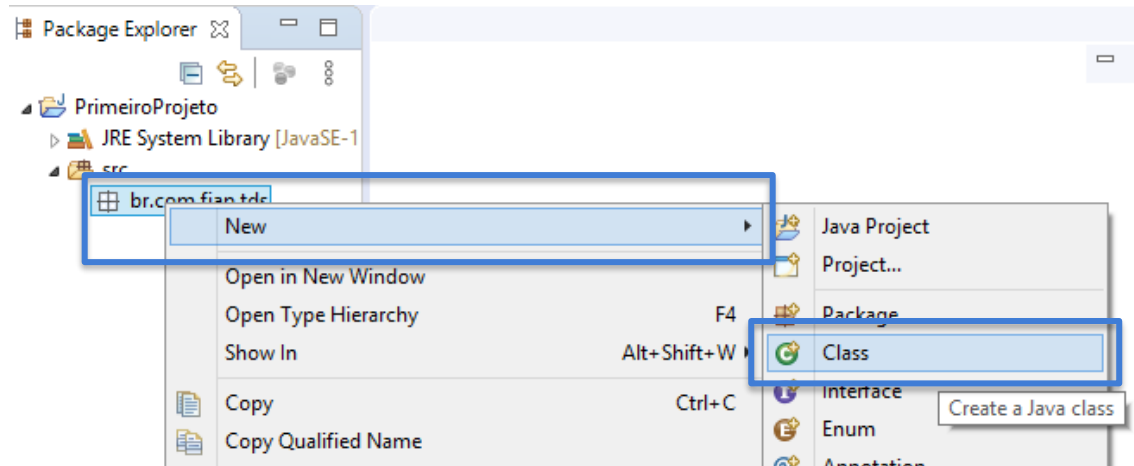 Package Explorer
PrimeiroProjeto
JRE System Library [JavaSE-1
src
br.com.fiap.tds
New
Java Project
Project...
Open in New Window
Open Type Hierarchy F4
Package
Show In Alt+Shift+W
Class
Interface
Create a Java class
Copy Ctrl+C
Enum
Copy Qualified Name
Annotation